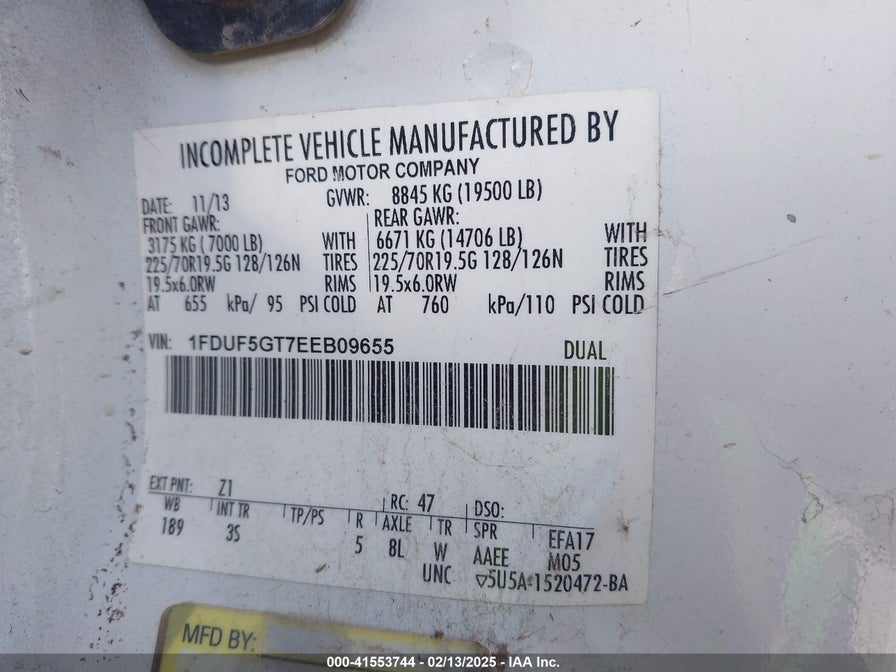 INCOMPLETE VEHICLE MANUFACTURED BY
FORD MOTOR COMPANY
DATE: 11/13 GVWR: 8845 KG (19500 LB)
FRONT GAWR: REAR GAWR:
3175 KG ( 7000 LB) WITH 6671 KG (14706 LB) WITH
225/70R19.5G 128/126N TIRES 225/70R19.5G 128/126N TIRES
19.5x6.0RW RIMS 19.5x6.0RW RIMS
AT 655 kPa/ 95 PSI COLD AT 760 kPa/110 PSI COLD
VIN: 1FDUF5GT7EEB09655 DUAL
EXT PNT: Z1 RC: 47 DSO:
WB INT TR TP/PS R AXLE TR SPR EFA17
189 3S 5 8L W AAEE M05
UNC ▽5U5A-1520472-BA
MFD BY:
000-41553744 - 02/13/2025 - IAA Inc.